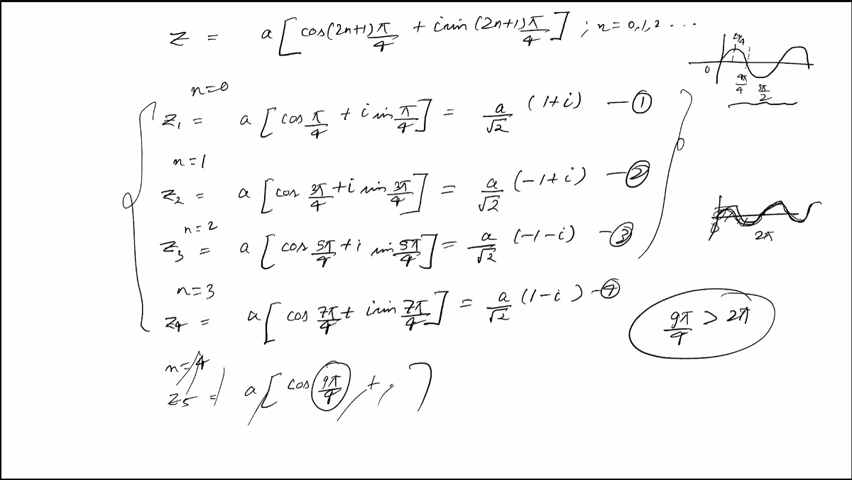 z = a[cos(2n+1)π/4 + i sin(2n+1)π/4] ; n=0,1,2 ...
n=0
z₁ = a[cos π/4 + i sin π/4] = a/√2 (1+i) —①
n=1
z₂ = a[cos 3π/4 + i sin 3π/4] = a/√2 (-1+i) —②
n=2
z₃ = a[cos 5π/4 + i sin 5π/4] = a/√2 (-1-i) —③
n=3
z₄ = a[cos 7π/4 + i sin 7π/4] = a/√2 (1-i) —④
n=4
z₅ = a[cos 9π/4 + ]
0
2π
9π/4 > 2π